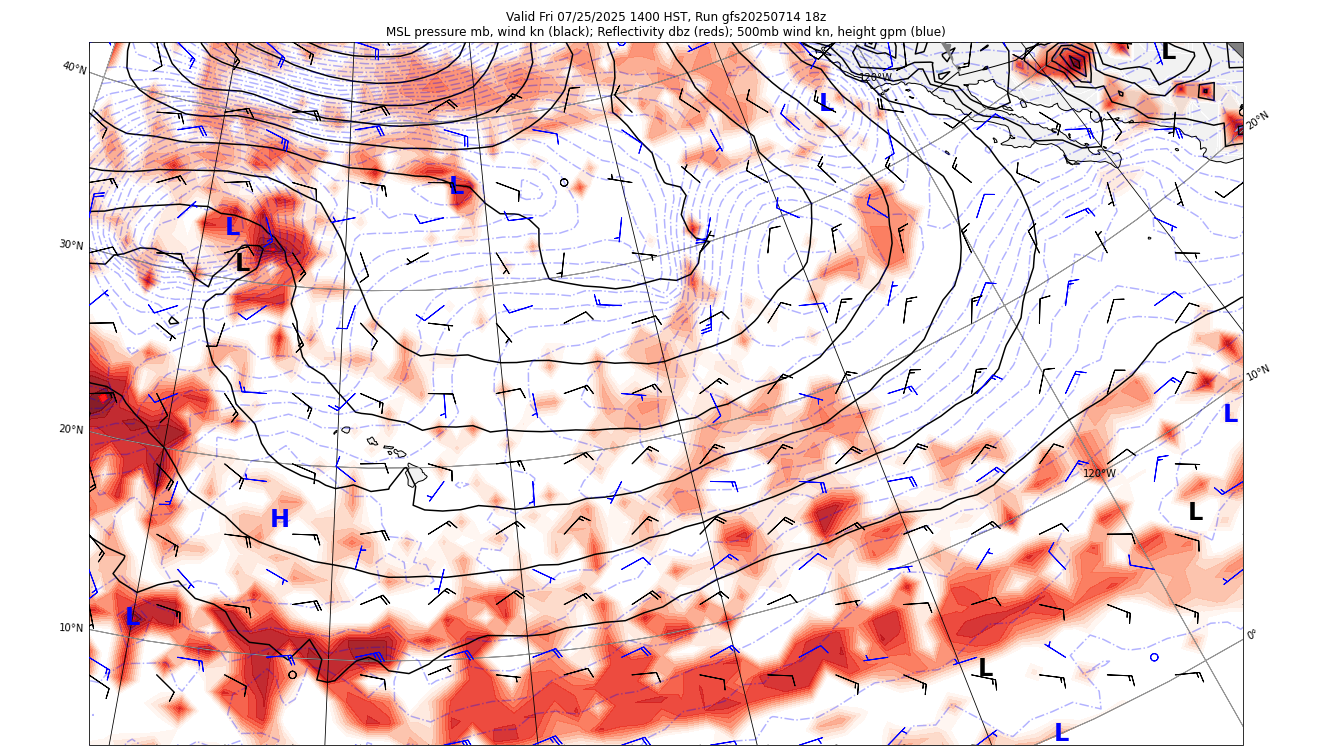 Valid Fri 07/25/2025 1400 HST, Run gfs20250714 18z
MSL pressure mb, wind kn (black); Reflectivity dbz (reds); 500mb wind kn, height gpm (blue)
40°N
120°W
L
L
20°N
L
L
30°N
L
10°N
L
20°N
120°W
H
L
L
10°N
0°
L
L